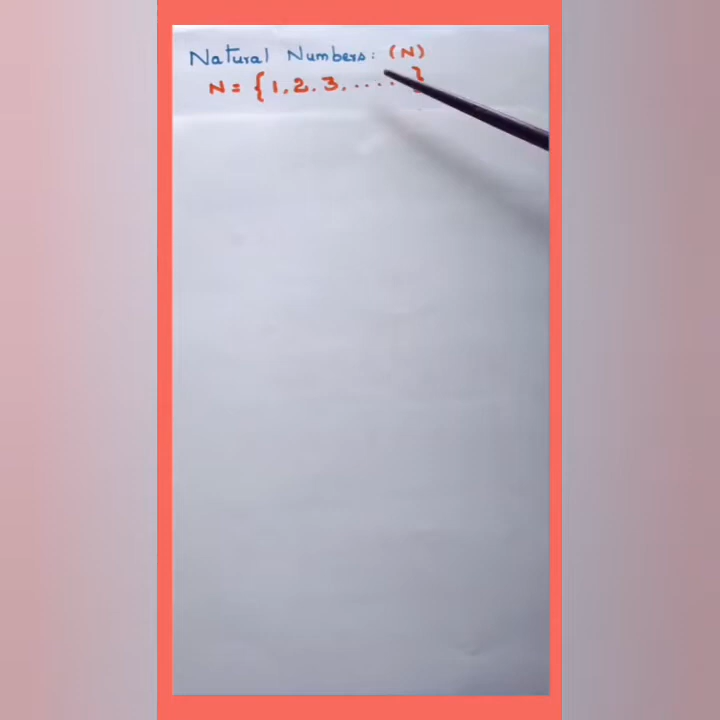 Natural Numbers: (N)
N = {1, 2, 3, ..... }